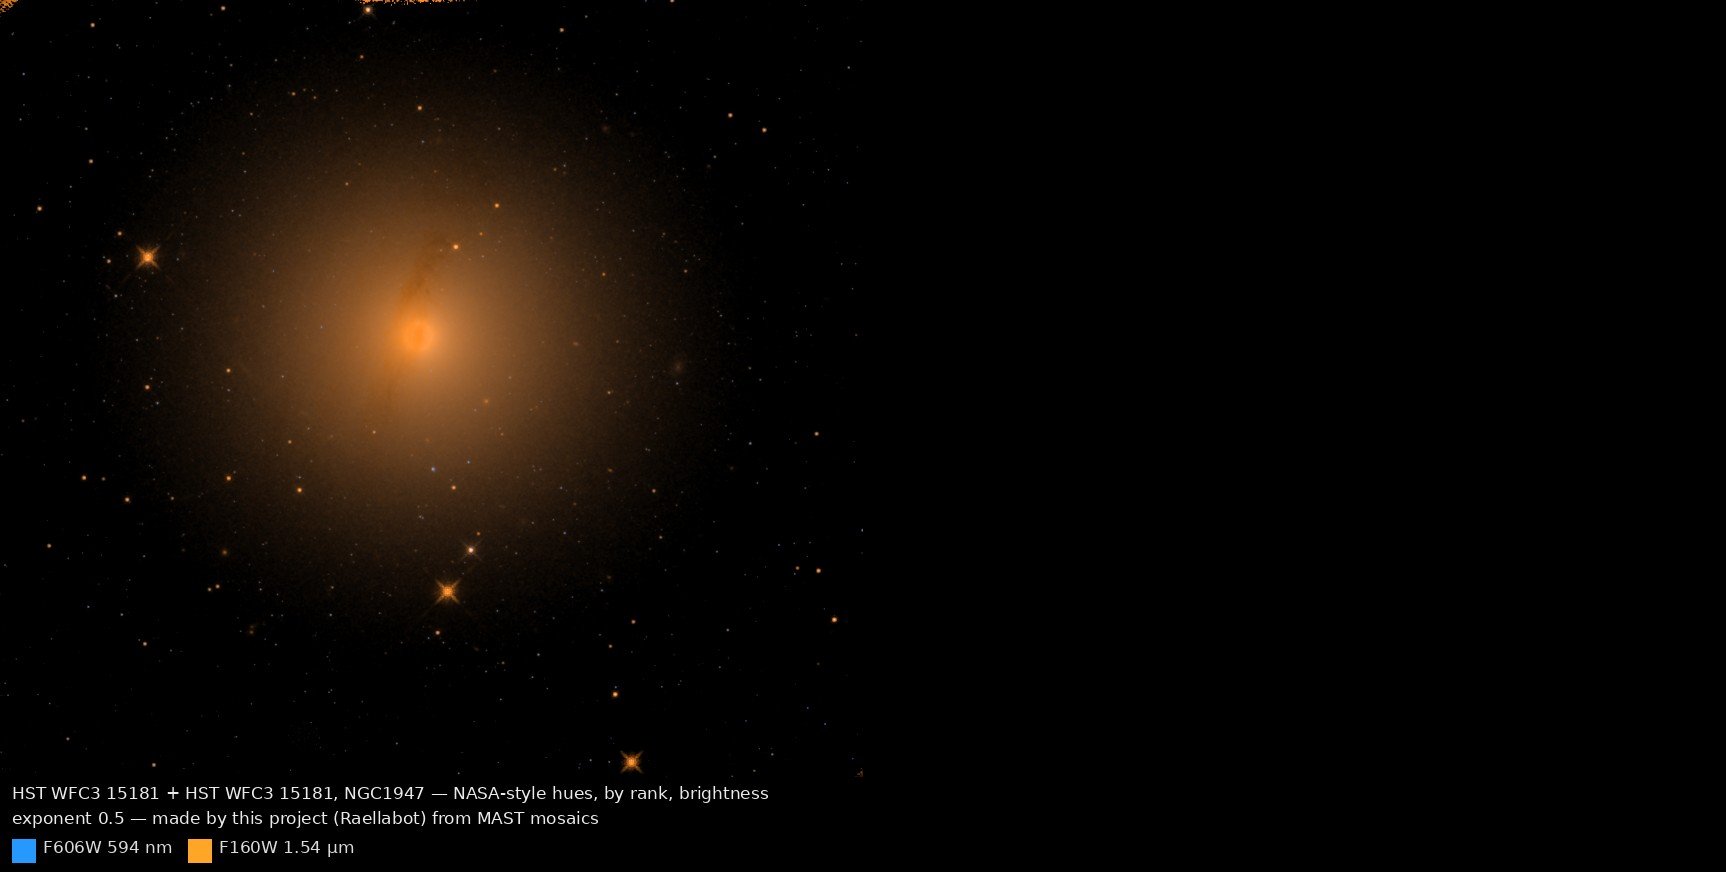 HST WFC3 15181 + HST WFC3 15181, NGC1947 — NASA-style hues, by rank, brightness
exponent 0.5 — made by this project (Raellabot) from MAST mosaics
F606W 594 nm F160W 1.54 µm